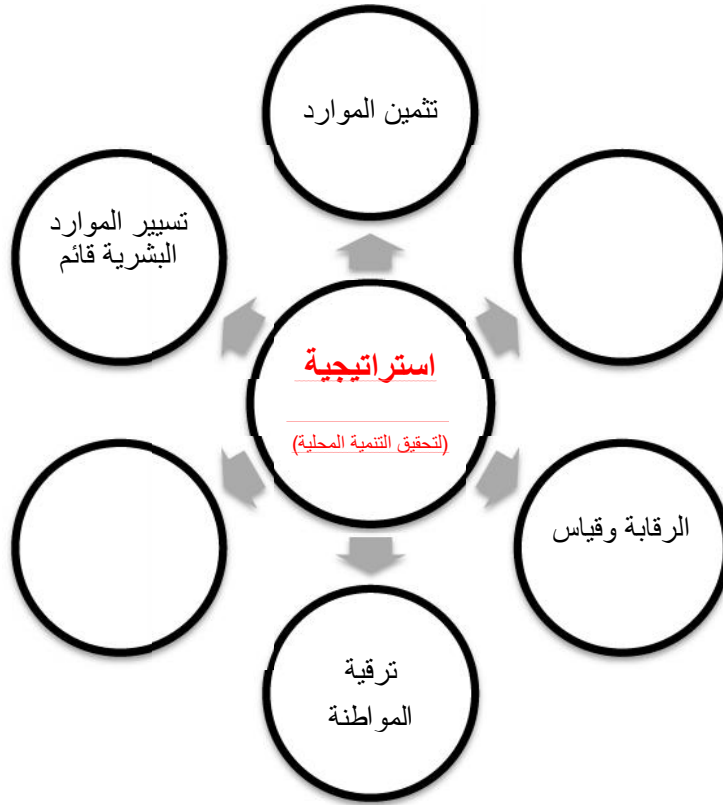 تثمين الموارد
تسيير الموارد
البشرية قائم
استراتيجية
(لتحقيق التنمية المحلية)
الرقابة وقياس
ترقية
المواطنة